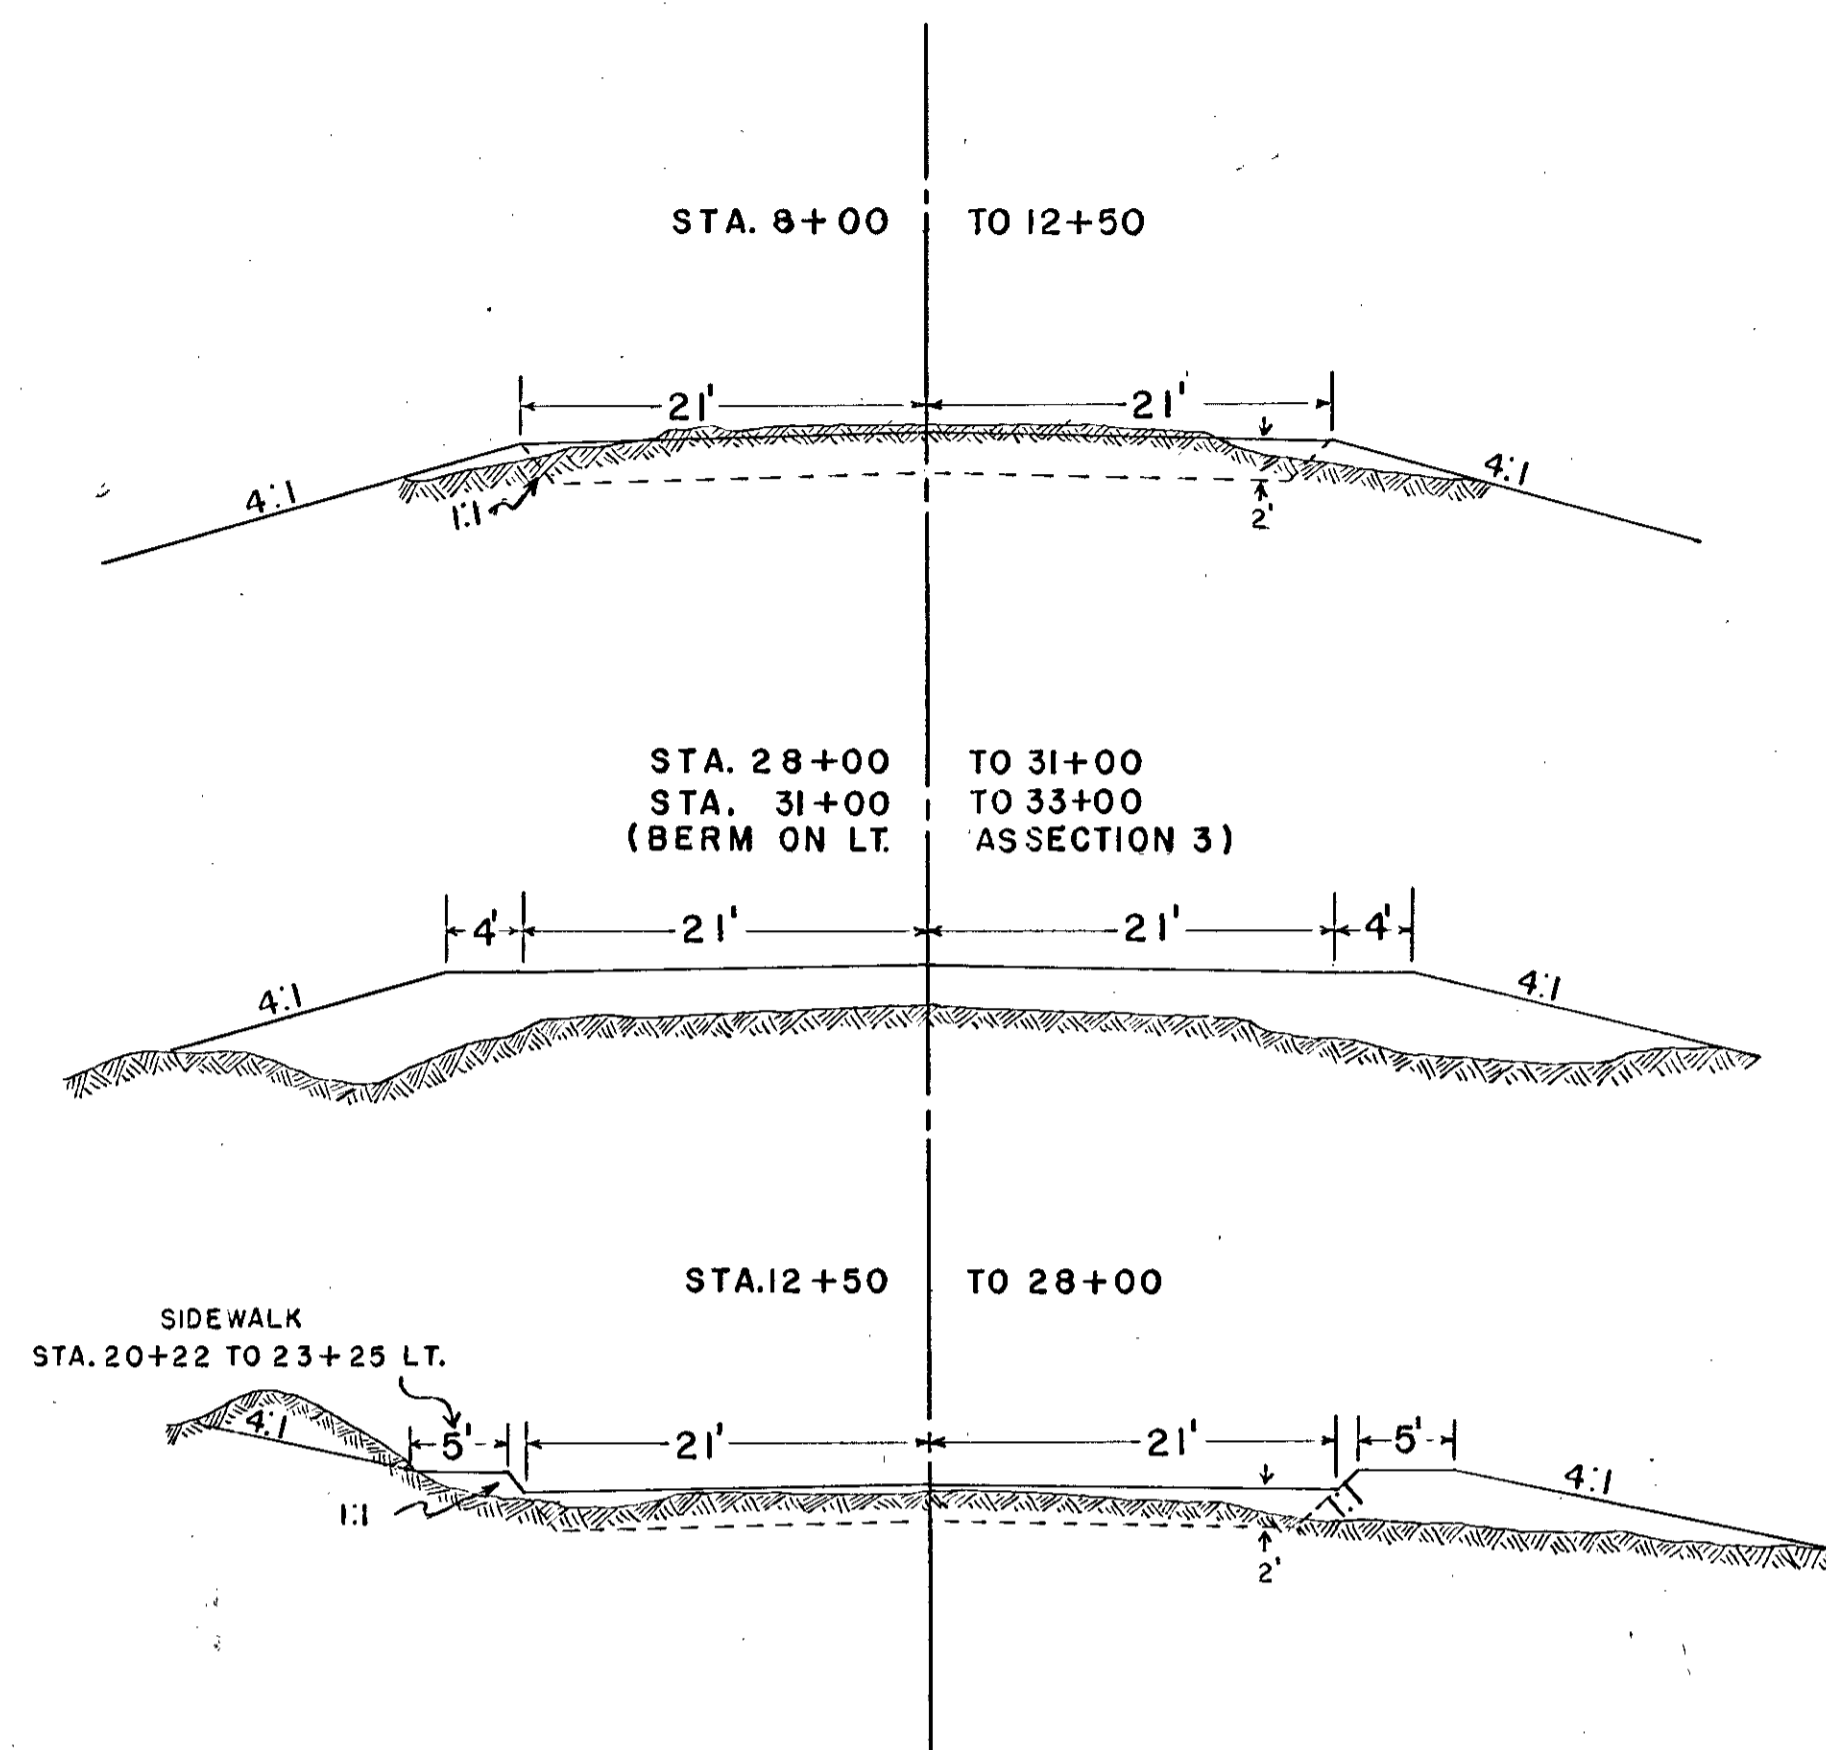 STA. 8+00 TO 12+50
21' 21'
4:1 4:1
1:1 2'
STA. 28+00 TO 31+00
STA. 31+00 TO 33+00
(BERM ON LT. AS SECTION 3)
4' 21' 21' 4'
4:1 4:1
STA. 12+50 TO 28+00
SIDEWALK
STA. 20+22 TO 23+25 LT.
4:1 5' 21' 21' 5'
4:1
1:1 1:1
2'